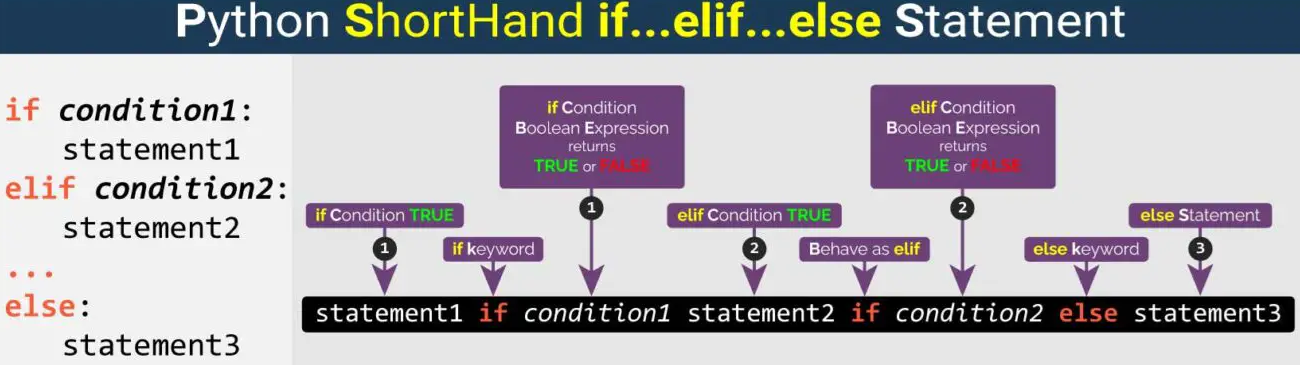 Python ShortHand if...elif...else Statement
if condition1:
statement1
elif condition2:
statement2
...
else:
statement3
if Condition
Boolean Expression
returns
TRUE or FALSE
elif Condition
Boolean Expression
returns
TRUE or FALSE
1
2
if Condition TRUE
elif Condition TRUE
else Statement
1
if keyword
2
Behave as elif
else keyword
3
statement1 if condition1 statement2 if condition2 else statement3